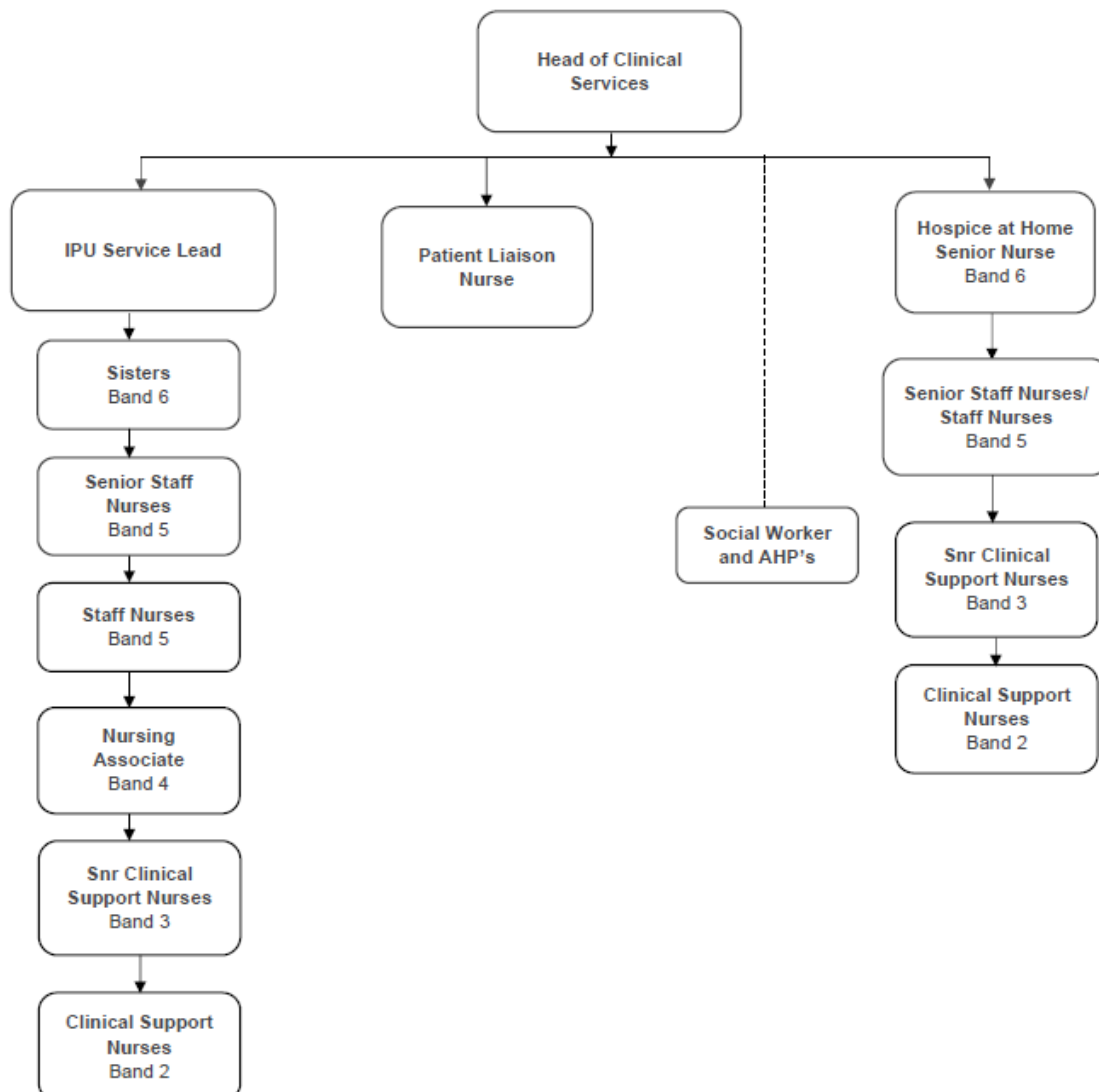 Head of Clinical
Services
IPU Service Lead
Patient Liaison
Nurse
Hospice at Home
Senior Nurse
Band 6
Sisters
Band 6
Senior Staff Nurses/
Staff Nurses
Band 5
Senior Staff
Nurses
Band 5
Social Worker
and AHP's
Snr Clinical
Support Nurses
Band 3
Staff Nurses
Band 5
Clinical Support
Nurses
Band 2
Nursing
Associate
Band 4
Snr Clinical
Support Nurses
Band 3
Clinical Support
Nurses
Band 2